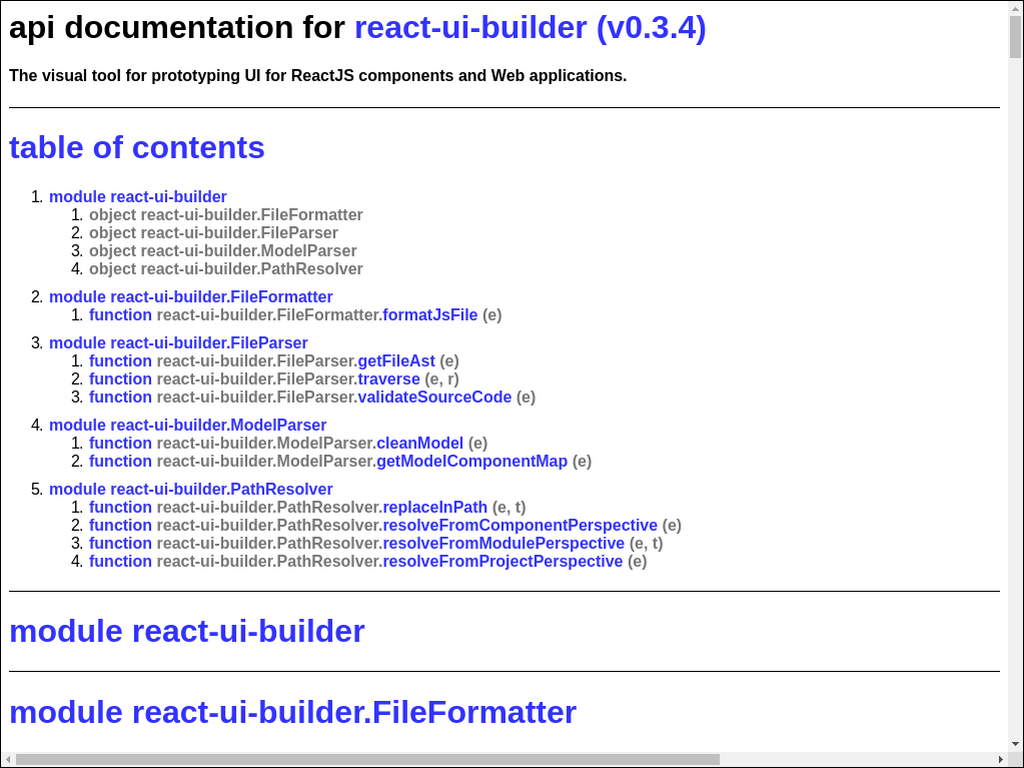 api documentation for react-ui-builder (v0.3.4)
The visual tool for prototyping UI for ReactJS components and Web applications.
table of contents
1. module react-ui-builder
1. object react-ui-builder.FileFormatter
2. object react-ui-builder.FileParser
3. object react-ui-builder.ModelParser
4. object react-ui-builder.PathResolver
2. module react-ui-builder.FileFormatter
1. function react-ui-builder.FileFormatter.formatJsFile (e)
3. module react-ui-builder.FileParser
1. function react-ui-builder.FileParser.getFileAst (e)
2. function react-ui-builder.FileParser.traverse (e, r)
3. function react-ui-builder.FileParser.validateSourceCode (e)
4. module react-ui-builder.ModelParser
1. function react-ui-builder.ModelParser.cleanModel (e)
2. function react-ui-builder.ModelParser.getModelComponentMap (e)
5. module react-ui-builder.PathResolver
1. function react-ui-builder.PathResolver.replaceInPath (e, t)
2. function react-ui-builder.PathResolver.resolveFromComponentPerspective (e)
3. function react-ui-builder.PathResolver.resolveFromModulePerspective (e, t)
4. function react-ui-builder.PathResolver.resolveFromProjectPerspective (e)
module react-ui-builder
module react-ui-builder.FileFormatter